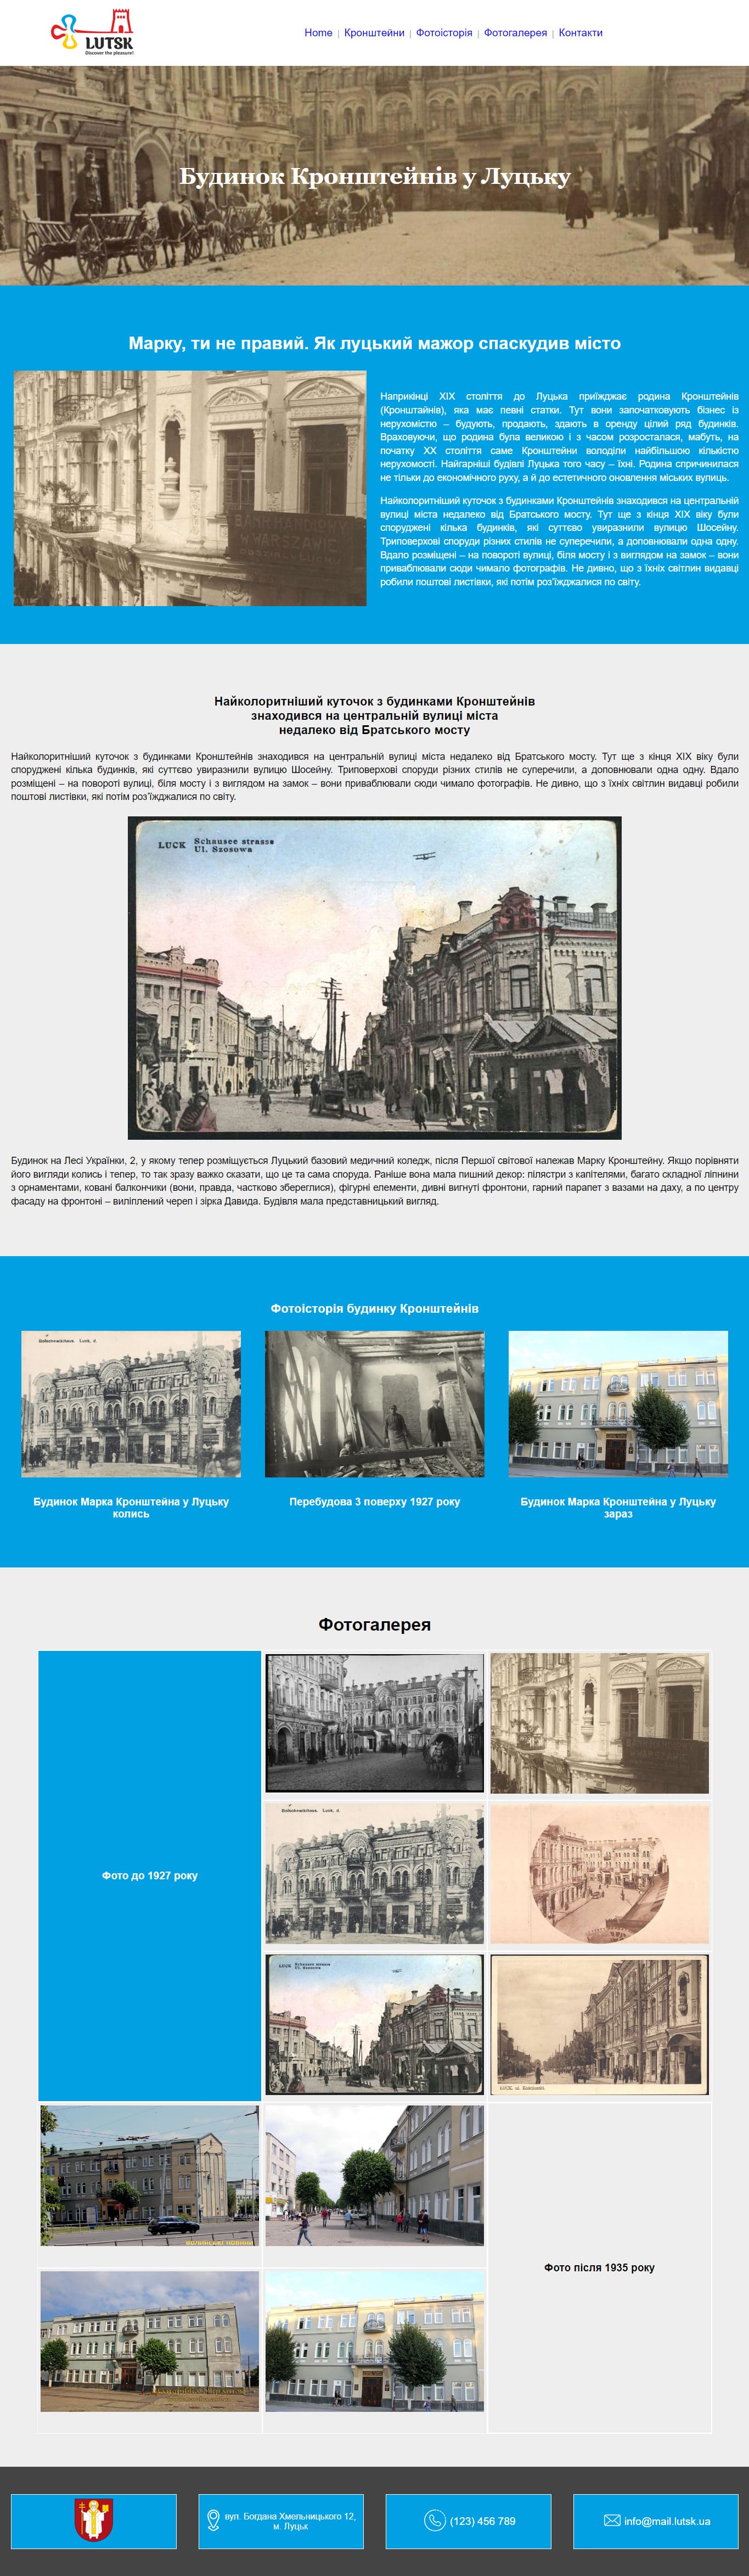 LUTSK
Discover the pleasure!
Home | Кронштейни | Фотоісторія | Фотогалерея | Контакти
Будинок Кронштейнів у Луцьку
Марку, ти не правий. Як луцький мажор спаскудив місто
Наприкінці XIX століття до Луцька приїжджає родина Кронштейнів
(Кронштайнів), яка має певні статки. Тут вони започатковують бізнес із
нерухомістю – будують, продають, здають в оренду цілий ряд будинків.
Враховуючи, що родина була великою і з часом розросталася, мабуть, на
початку XX століття саме Кронштейни володіли найбільшою кількістю
нерухомості. Найгарніші будівлі Луцька того часу – їхні. Родина спричинилася
не тільки до економічного руху, а й до естетичного оновлення міських вулиць.
Найколоритніший куточок з будинками Кронштейнів знаходився на центральній
вулиці міста недалеко від Братського мосту. Тут ще з кінця XIX віку були
споруджені кілька будинків, які суттєво увиразнили вулицю Шосейну.
Триповерхові споруди різних стилів не суперечили, а доповнювали одна одну.
Вдало розміщені – на повороті вулиці, біля мосту і з виглядом на замок – вони
приваблювали сюди чимало фотографів. Не дивно, що з їхніх світлин видавці
робили поштові листівки, які потім роз'їжджалися по світу.
Найколоритніший куточок з будинками Кронштейнів
знаходився на центральній вулиці міста
недалеко від Братського мосту
Найколоритніший куточок з будинками Кронштейнів знаходився на центральній вулиці міста недалеко від Братського мосту. Тут ще з кінця XIX віку були
споруджені кілька будинків, які суттєво увиразнили вулицю Шосейну. Триповерхові споруди різних стилів не суперечили, а доповнювали одна одну. Вдало
розміщені – на повороті вулиці, біля мосту і з виглядом на замок – вони приваблювали сюди чимало фотографів. Не дивно, що з їхніх світлин видавці робили
поштові листівки, які потім роз'їжджалися по світу.
LUCK Schausee strasse
Ul. Szosowa
Будинок на Лесі Українки, 2, у якому тепер розміщується Луцький базовий медичний коледж, після Першої світової належав Марку Кронштейну. Якщо порівняти
його вигляди колись і тепер, то так зразу важко сказати, що це та сама споруда. Раніше вона мала пишний декор: пілястри з капітелями, багато складної ліпнини
з орнаментами, ковані балкончики (вони, правда, частково збереглися), фігурні елементи, дивні вигнуті фронтони, гарний парапет з вазами на даху, а по центру
фасаду на фронтоні – виліплений череп і зірка Давида. Будівля мала представницький вигляд.
Фотоісторія будинку Кронштейнів
Будинок Марка Кронштейна у Луцьку
колись
Перебудова 3 поверху 1927 року
Будинок Марка Кронштейна у Луцьку
зараз
Фотогалерея
Фото до 1927 року
LUCK Schausee strasse
Ul. Szosowa
Фото після 1935 року
вул. Богдана Хмельницького 12,
м. Луцьк
(123) 456 789
info@mail.lutsk.ua